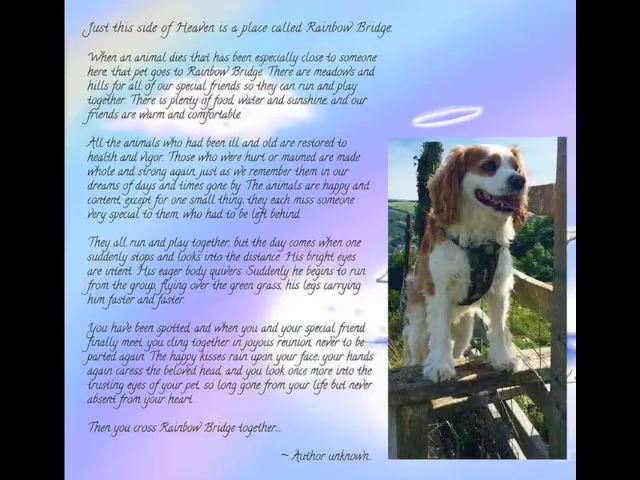 Just this side of Heaven is a place called Rainbow Bridge.
When an animal dies that has been especially close to someone
here, that pet goes to Rainbow Bridge. There are meadows and
hills for all of our special friends so they can run and play
together. There is plenty of food, water and sunshine, and our
friends are warm and comfortable.
All the animals who had been ill and old are restored to
health and vigor. Those who were hurt or maimed are made
whole and strong again, just as we remember them in our
dreams of days and times gone by. The animals are happy and
content, except for one small thing; they each miss someone
very special to them, who had to be left behind.
They all run and play together, but the day comes when one
suddenly stops and looks into the distance. His bright eyes
are intent. His eager body quivers. Suddenly he begins to run
from the group, flying over the green grass, his legs carrying
him faster and faster.
You have been spotted, and when you and your special friend
finally meet, you cling together in joyous reunion, never to be
parted again. The happy kisses rain upon your face; your hands
again caress the beloved head, and you look once more into the
trusting eyes of your pet, so long gone from your life but never
absent from your heart.
Then you cross Rainbow Bridge together....
~ Author unknown...